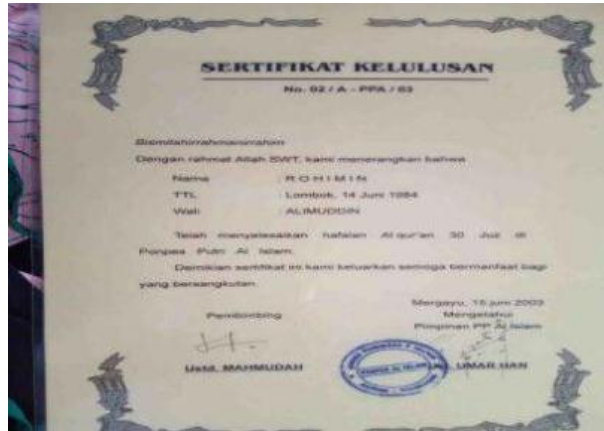 SERTIFIKAT KELULUSAN
No. 02 / A - PPA / 03
Bismilahirrahmanirrahim
Dengan rahmat Allah SWT, kami menerangkan bahwa
Nama : R O H I M I N
TTL : Lombok, 14 Juni 1984
Wali : ALIMUDDIN
Telah menyelesaikan hafalan Al qur'an 30 Juz di
Ponpes Putri Al Islam.
Demikian sertifikat ini kami keluarkan semoga bermanfaat bagi
yang bersangkutan.
Mergayu, 15 juni 2003
Pembimbing Mengetahui
Pimpinan PP Al Islam
Ustd. MAHMUDAH UMAR HAN